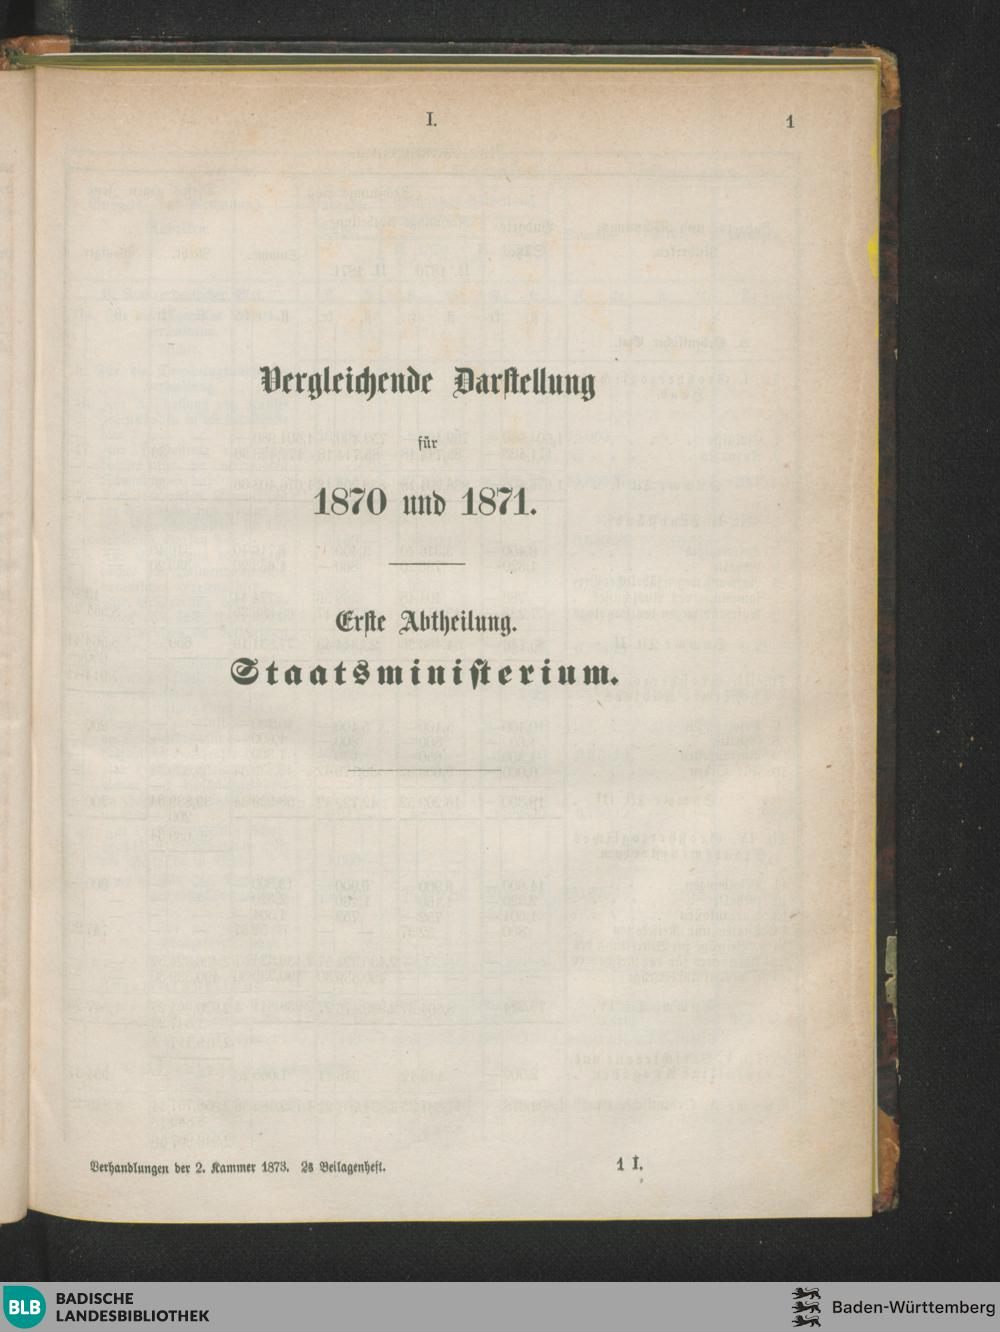 I.
1
Vergleichende Darstellung
für
1870 und 1871.
Erste Abtheilung.
Staatsministerium.
Verhandlungen der 2. Kammer 1873. 2s Beilagenheft.
1 I.
BLB
BADISCHE
LANDESBIBLIOTHEK
Baden-Württemberg